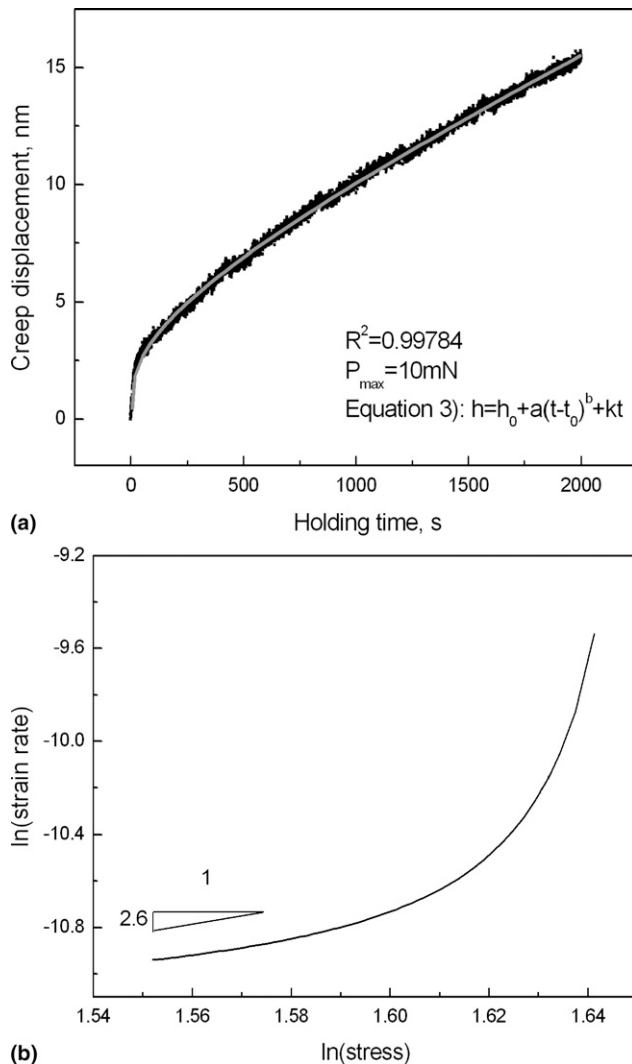 15
10
5
0
Creep displacement, nm
R²=0.99784
Pmax=10mN
Equation 3): h=h₀+a(t-t₀)ᵇ+kt
0 500 1000 1500 2000
Holding time, s
(a)
-9.2
-9.6
-10.0
-10.4
-10.8
ln(strain rate)
1
2.6
1.54 1.56 1.58 1.60 1.62 1.64
ln(stress)
(b)